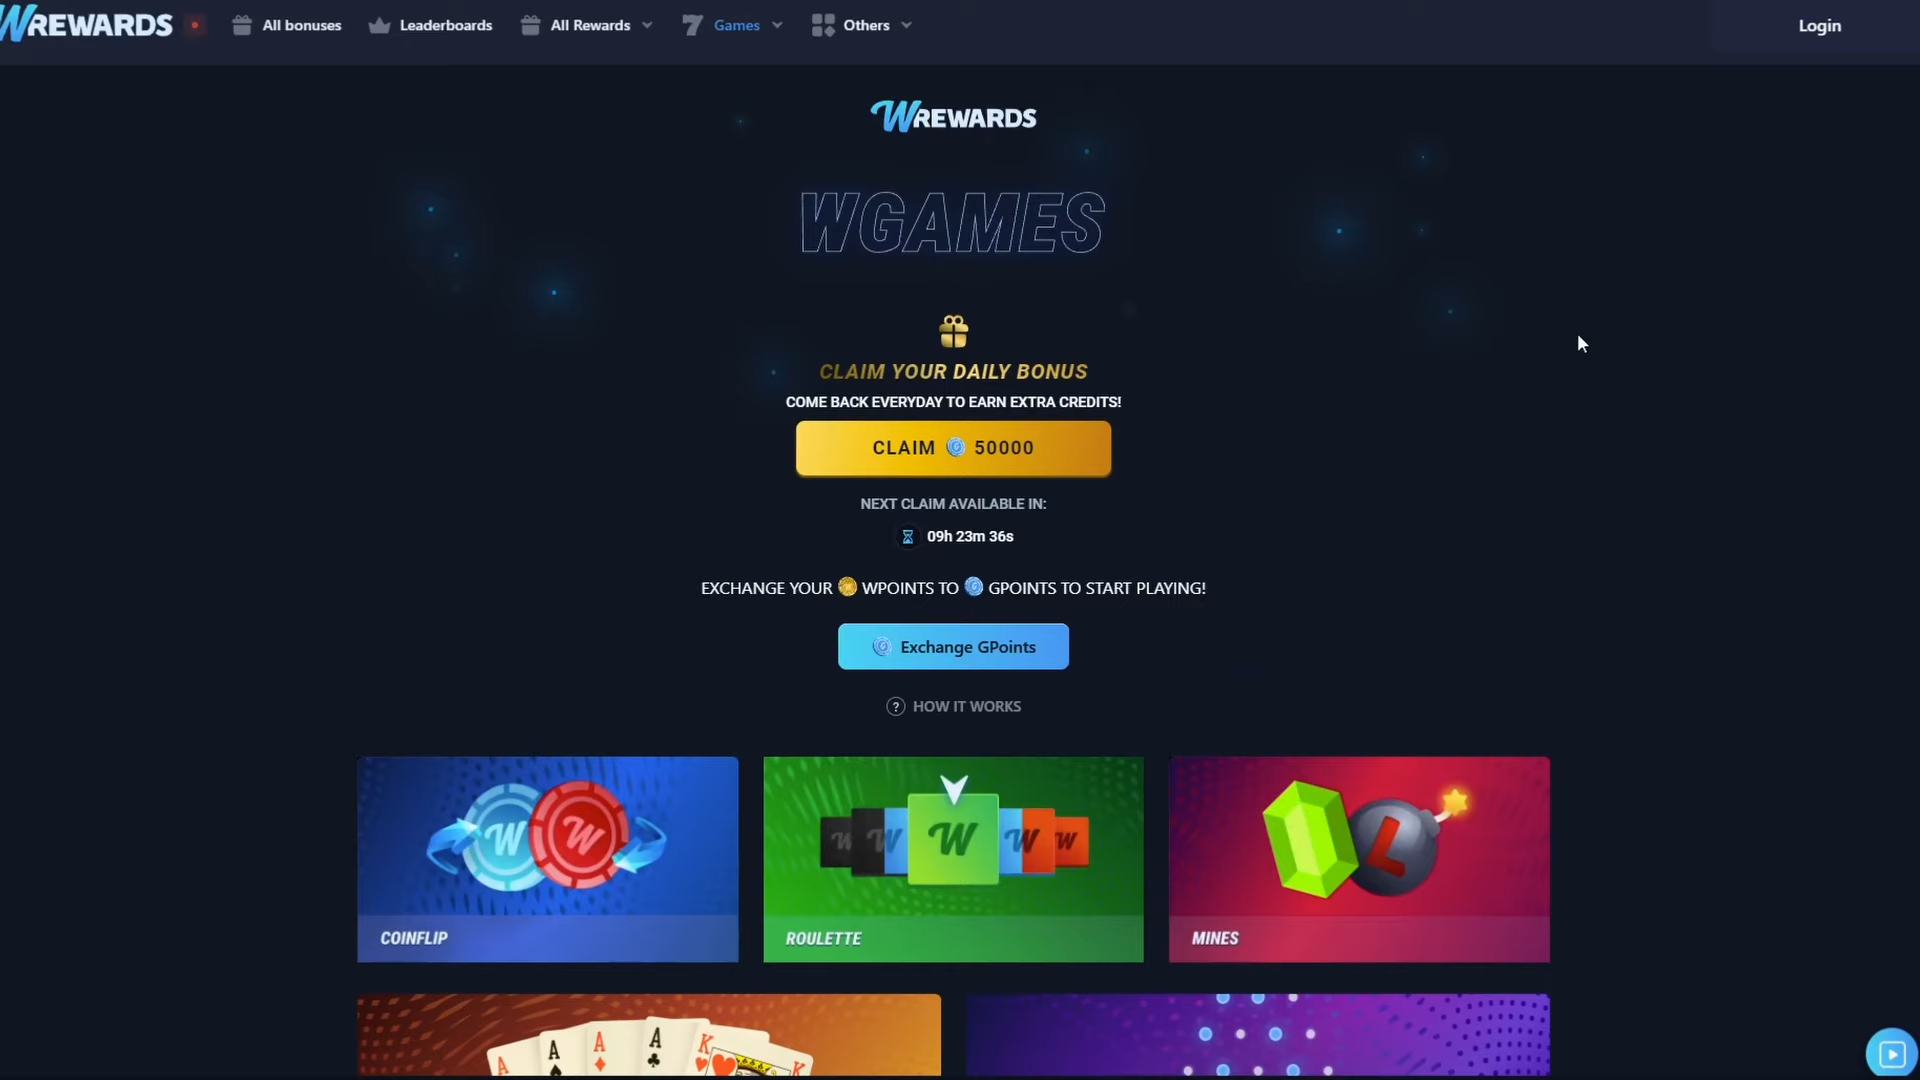 WREWARDS
All bonuses
Leaderboards
All Rewards
Games
Others
Login
WREWARDS
WGAMES
CLAIM YOUR DAILY BONUS
COME BACK EVERYDAY TO EARN EXTRA CREDITS!
CLAIM 50000
NEXT CLAIM AVAILABLE IN:
09h 23m 36s
EXCHANGE YOUR WPOINTS TO GPOINTS TO START PLAYING!
Exchange GPoints
? HOW IT WORKS
W W
W W W W W
L
COINFLIP
ROULETTE
MINES
A A A A K K